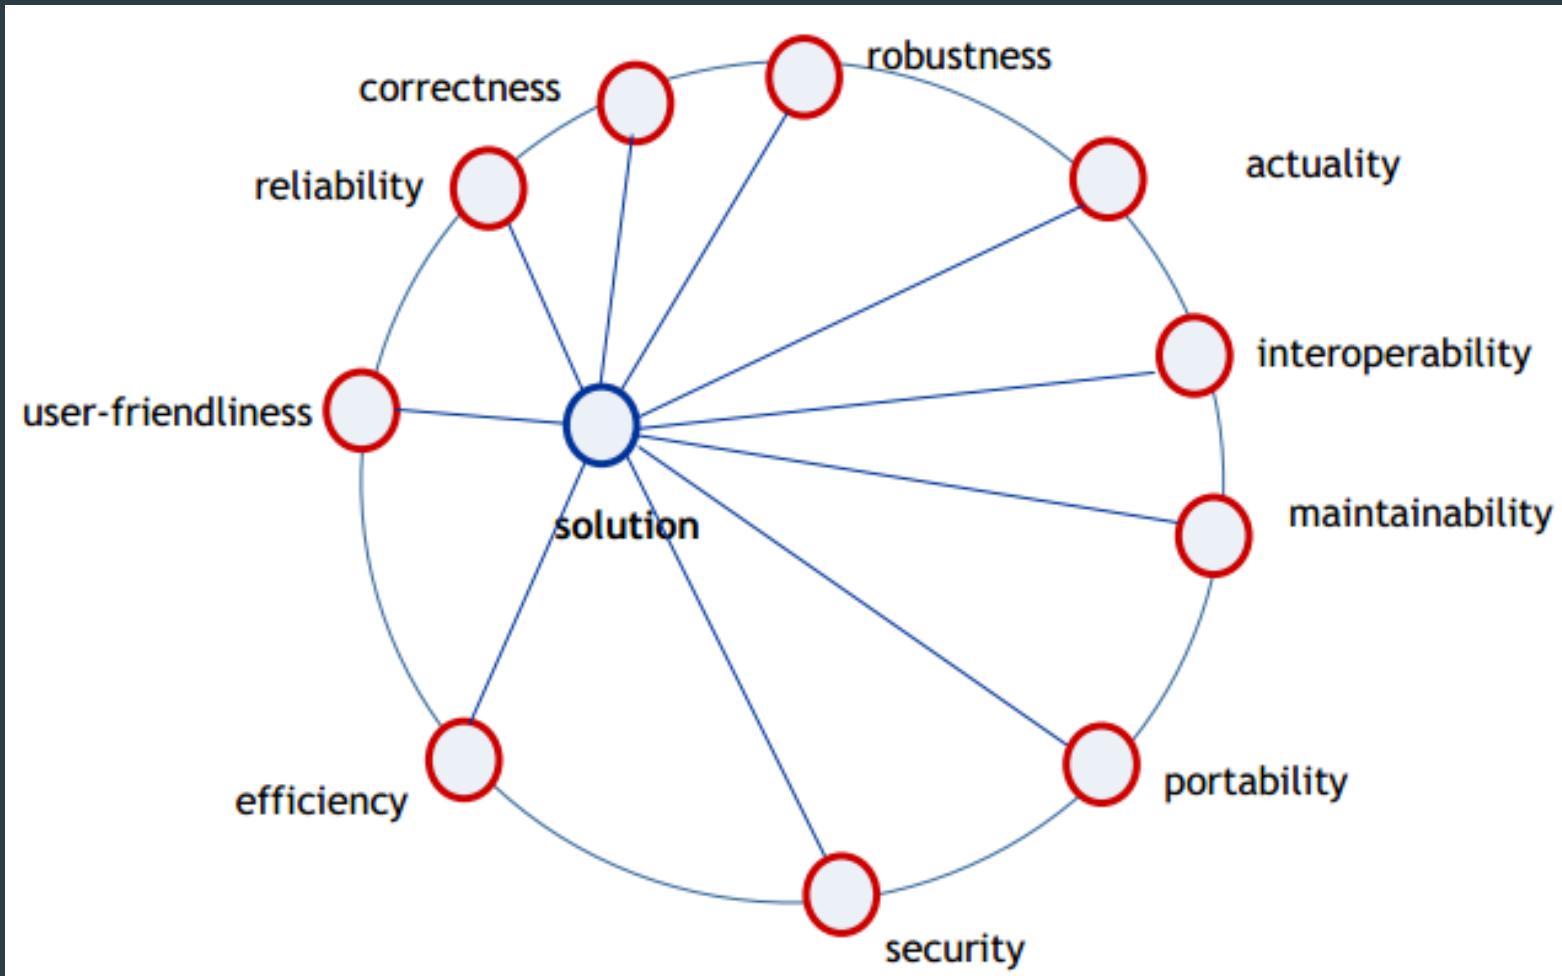 robustness
correctness
actuality
reliability
interoperability
user-friendliness
maintainability
solution
portability
efficiency
security